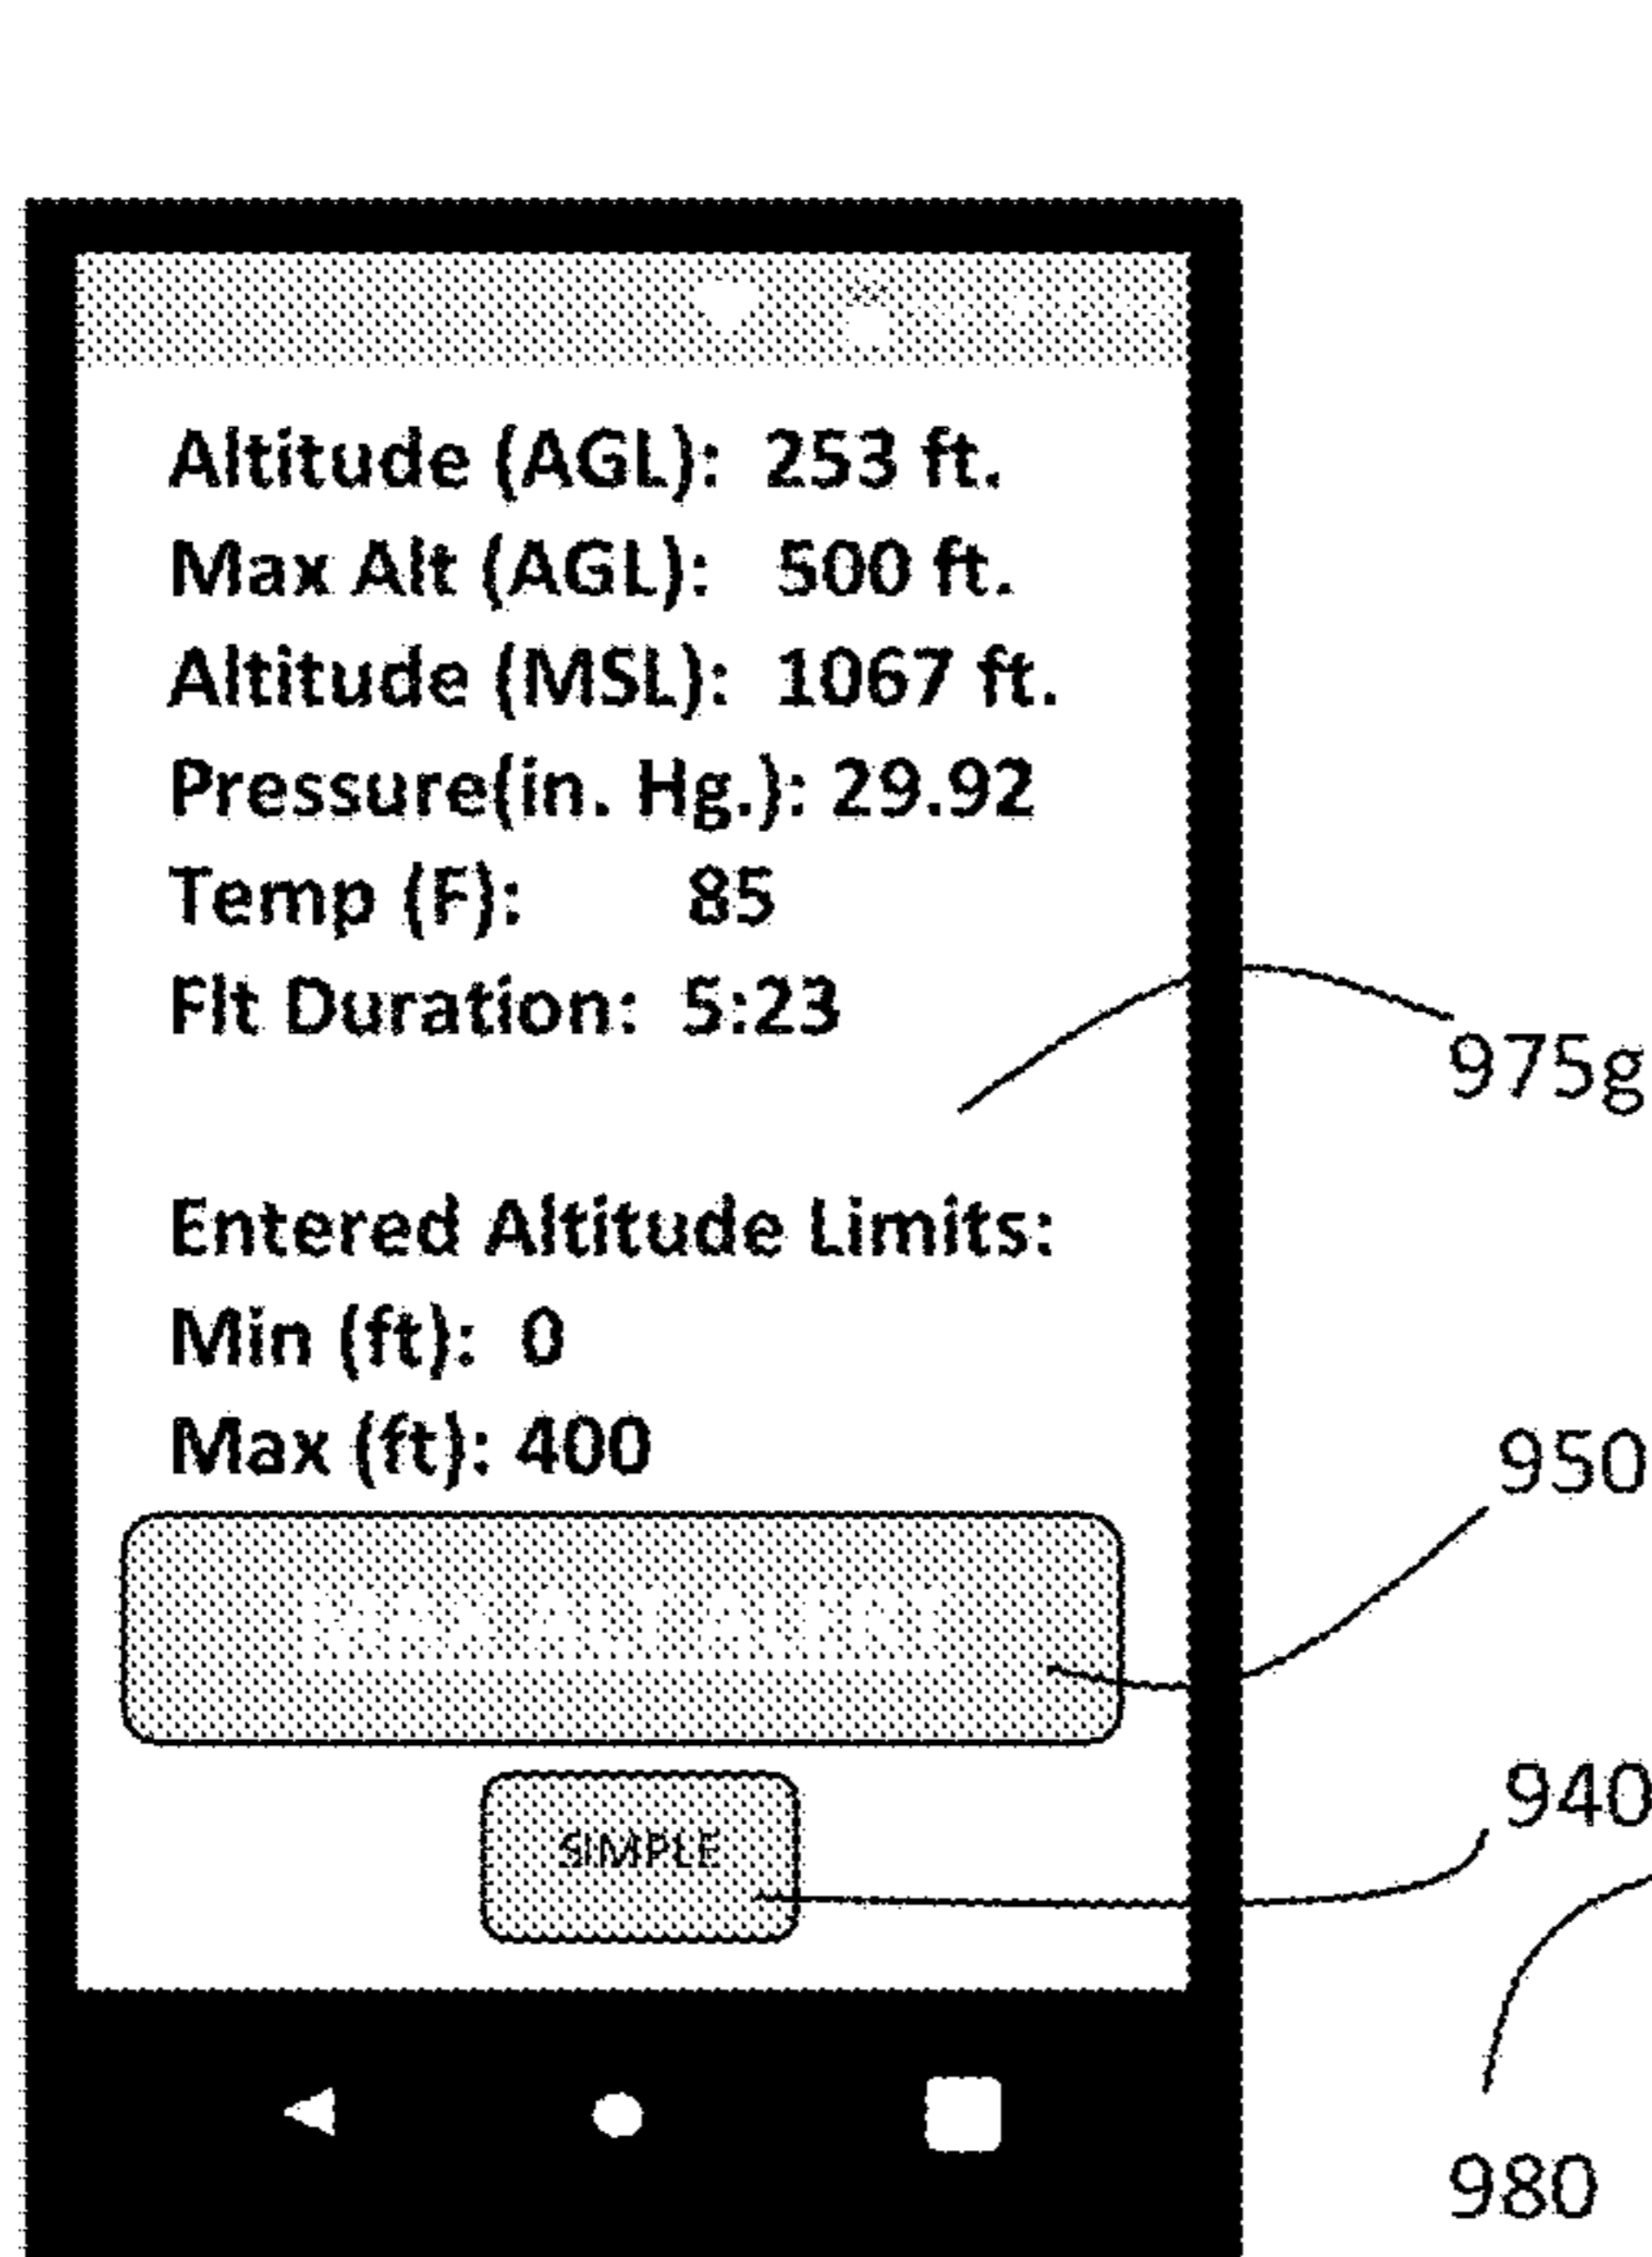 Altitude (AGL): 253 ft.
Max Alt (AGL): 500 ft.
Altitude (MSL): 1067 ft.
Pressure(in. Hg.): 29.92
Temp (F): 85
Flt Duration: 5:23
975g
Entered Altitude Limits:
Min (ft): 0
Max (ft): 400
950
940
SIMPLE
980